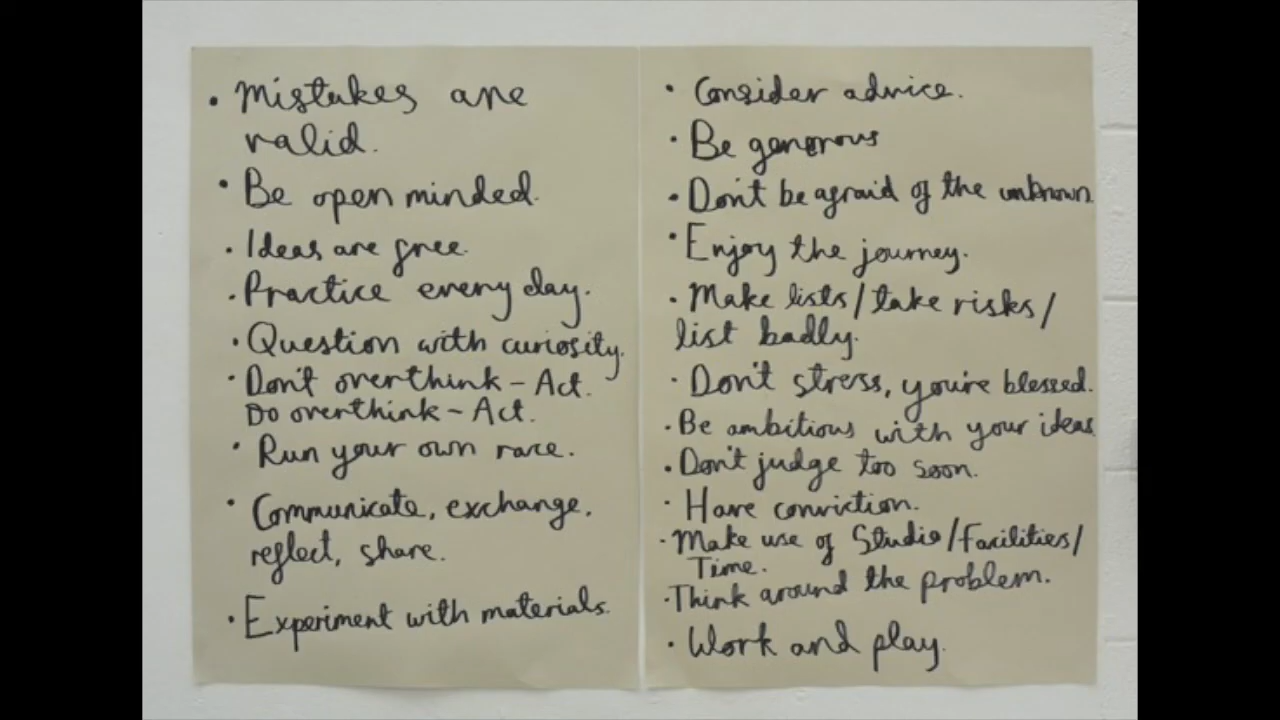 • Mistakes are
valid.
• Be open minded.
• Ideas are free.
• Practice every day.
• Question with curiosity.
• Don't overthink – Act.
Do overthink – Act.
• Run your own race.
• Communicate, exchange,
reflect, share.
• Experiment with materials.
• Consider advice.
• Be generous
• Don't be afraid of the unknown.
• Enjoy the journey.
• Make lists/take risks/
list badly.
• Don't stress, you're blessed.
• Be ambitious with your ideas
• Don't judge too soon.
• Have conviction.
• Make use of Studio/Facilities/
Time.
• Think around the problem.
• Work and play.